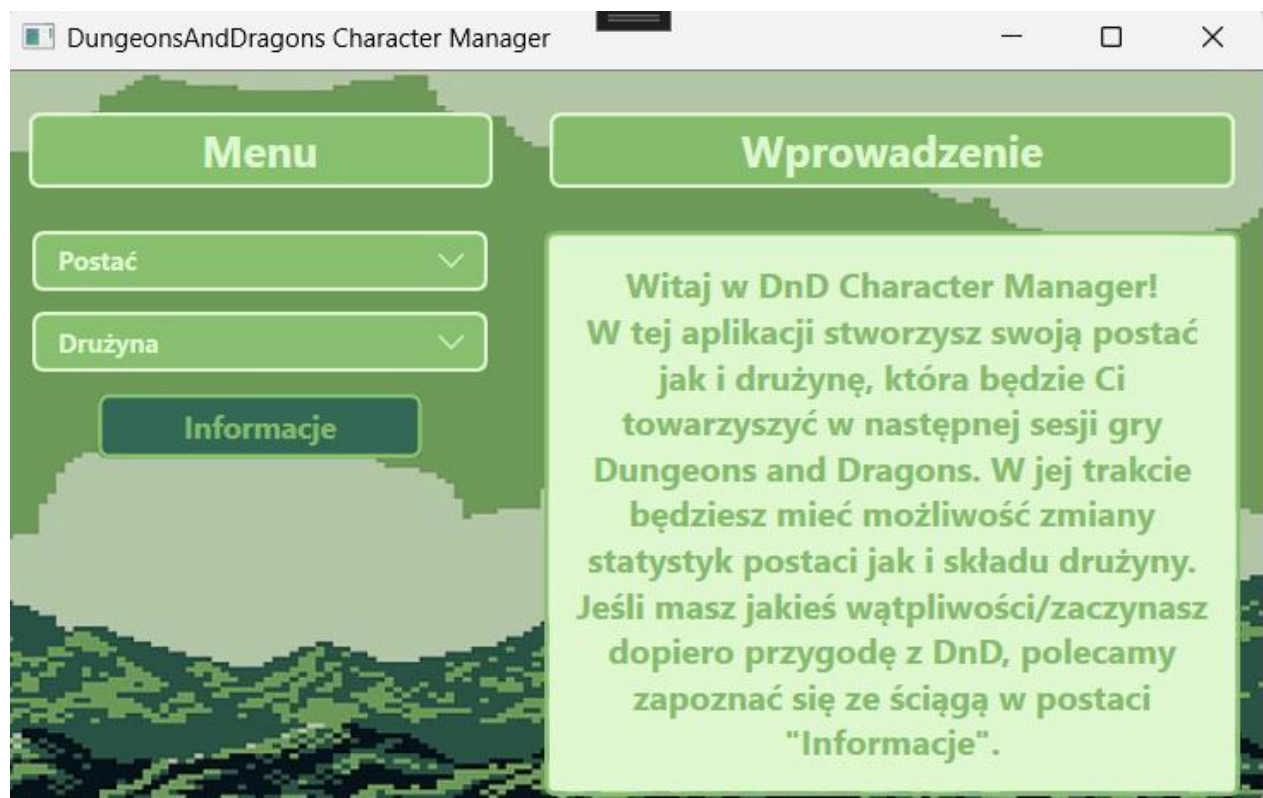 DungeonsAndDragons Character Manager
Menu
Postać
Drużyna
Informacje
Wprowadzenie
Witaj w DnD Character Manager!
W tej aplikacji stworzysz swoją postać
jak i drużynę, która będzie Ci
towarzyszyć w następnej sesji gry
Dungeons and Dragons. W jej trakcie
będziesz mieć możliwość zmiany
statystyk postaci jak i składu drużyny.
Jeśli masz jakieś wątpliwości/zaczynasz
dopiero przygodę z DnD, polecamy
zapoznać się ze ściągą w postaci
"Informacje".